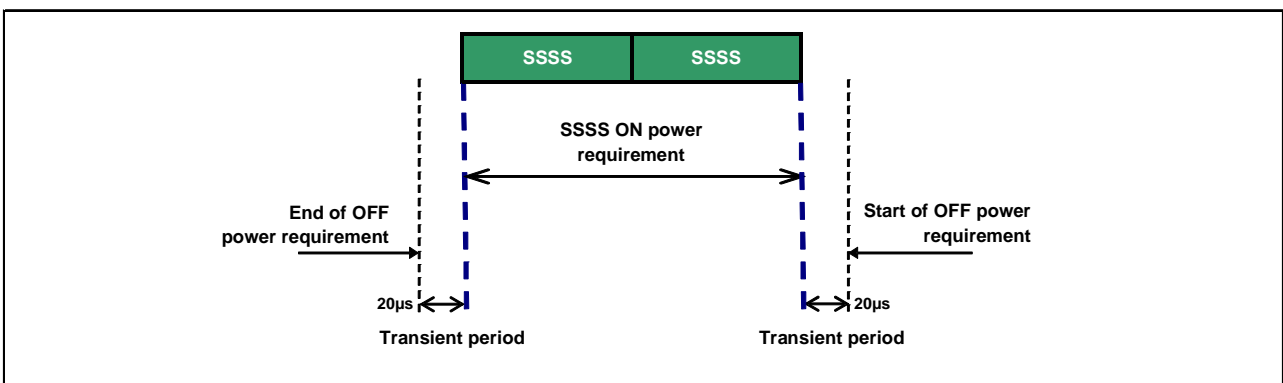 SSSS SSSS
SSSS ON power
requirement
End of OFF
power requirement
Start of OFF power
requirement
20µs
20µs
Transient period
Transient period